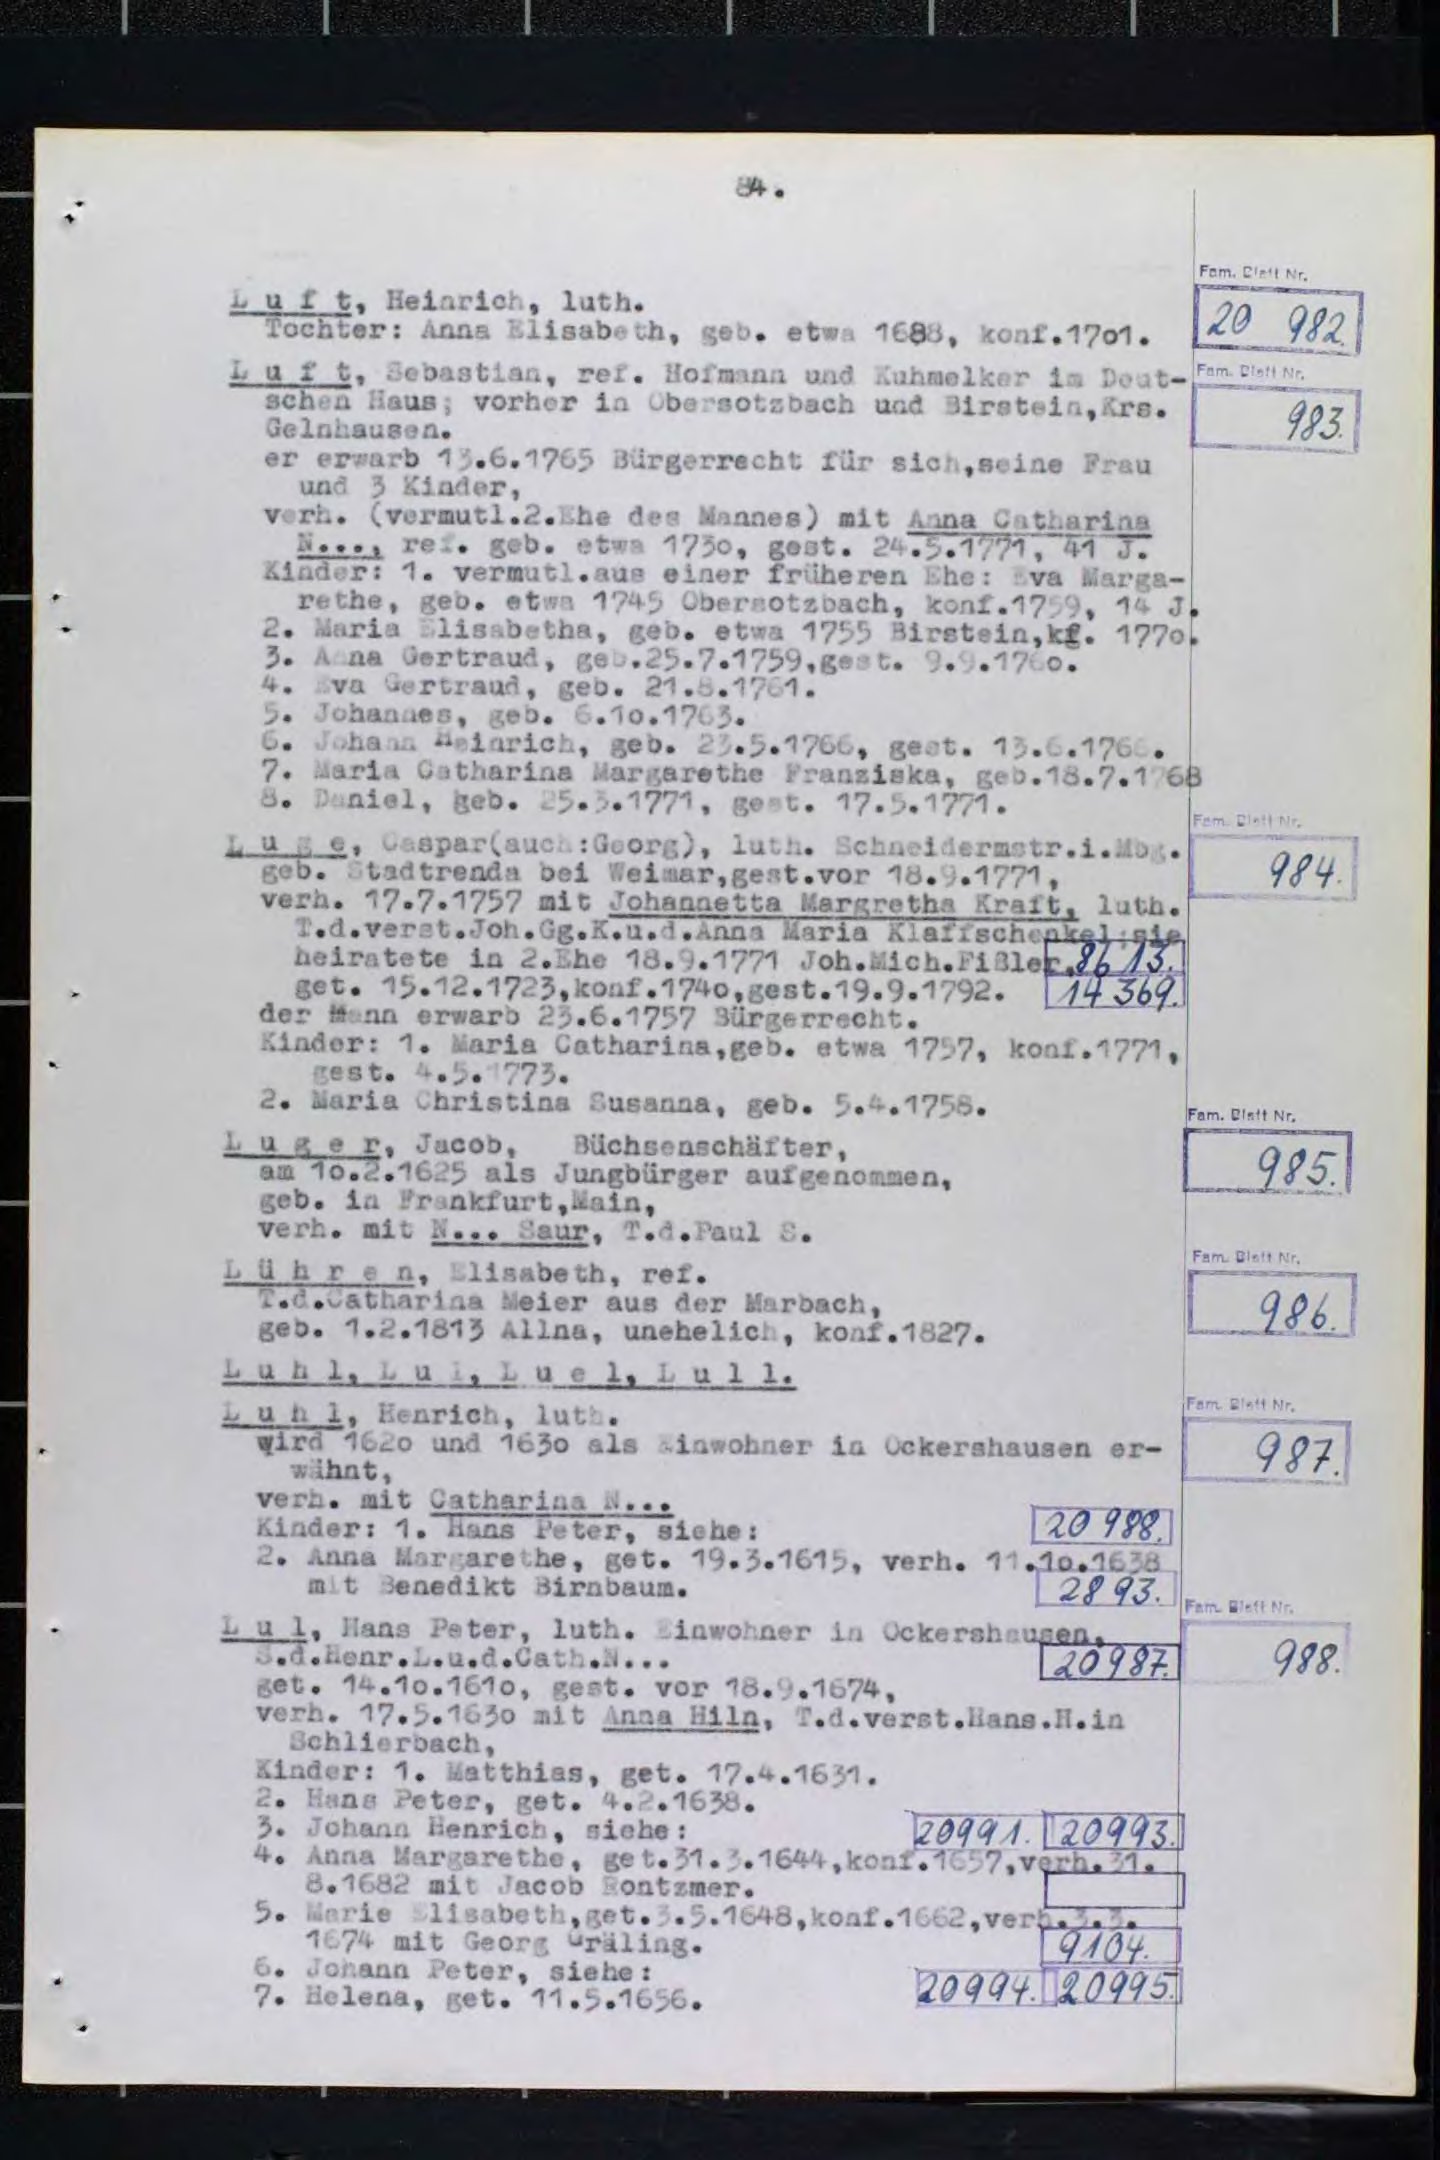 84.
Fam. Blatt Nr.
L u f t, Heinrich, luth.
20 982.
Tochter: Anna Elisabeth, geb. etwa 1688, konf.17o1.
Fam. Blatt Nr.
L u f t, Sebastian, ref. Hofmann und Kuhmelker im Deut-
983.
schen Haus; vorher in Obersotzbach und Birstein,Krs.
Gelnhausen.
er erwarb 13.6.1765 Bürgerrecht für sich,seine Frau
und 3 Kinder,
verh. (vermutl.2.Ehe des Mannes) mit Anna Catharina
N..., ref. geb. etwa 173o, gest. 24.5.1771, 41 J.
Kinder: 1. vermutl.aus einer früheren Ehe: Eva Marga-
rethe, geb. etwa 1745 Obersotzbach, konf.1759, 14 J.
2. Maria Elisabetha, geb. etwa 1755 Birstein,kf. 177o.
3. Anna Gertraud, geb.25.7.1759,gest. 9.9.176o.
4. Eva Gertraud, geb. 21.8.1761.
5. Johannes, geb. 6.1o.1763.
6. Johann Heinrich, geb. 23.5.1766, gest. 13.6.1766.
7. Maria Catharina Margarethe Franziska, geb.18.7.1768
8. Daniel, geb. 25.3.1771, gest. 17.5.1771.
Fam. Blatt Nr.
L u g e, Caspar(auch:Georg), luth. Schneidermstr.i.Mbg.
984.
geb. Stadtrenda bei Weimar,gest.vor 18.9.1771,
verh. 17.7.1757 mit Johannetta Margretha Kraft, luth.
T.d.verst.Joh.Gg.K.u.d.Anna Maria Klaffschenkel;sie
heiratete in 2.Ehe 18.9.1771 Joh.Mich.Fißler, 8613.
get. 15.12.1723,konf.174o,gest.19.9.1792. 14 369.
der Mann erwarb 23.6.1757 Bürgerrecht.
Kinder: 1. Maria Catharina,geb. etwa 1757, konf.1771,
gest. 4.5.1773.
2. Maria Christina Susanna, geb. 5.4.1758.
Fam. Blatt Nr.
L u g e r, Jacob, Büchsenschäfter,
985.
am 1o.2.1625 als Jungbürger aufgenommen,
geb. in Frankfurt,Main,
verh. mit N... Saur, T.d.Paul S.
Fam. Blatt Nr.
L ü h r e n, Elisabeth, ref.
986.
T.d.Catharina Meier aus der Marbach,
geb. 1.2.1813 Allna, unehelich, konf.1827.
L u h l, L u l, L u e l, L u l l.
Fam. Blatt Nr.
L u h l, Henrich, luth.
987.
wird 162o und 163o als Einwohner in Ockershausen er-
wähnt,
verh. mit Catharina N...
Kinder: 1. Hans Peter, siehe: 20 988.
2. Anna Margarethe, get. 19.3.1615, verh. 11.1o.1638
mit Benedikt Birnbaum. 2893.
Fam. Blatt Nr.
L u l, Hans Peter, luth. Einwohner in Ockershausen,
988.
S.d.Henr.L.u.d.Cath.N... 20987.
get. 14.1o.161o, gest. vor 18.9.1674,
verh. 17.5.163o mit Anna Hiln, T.d.verst.Hans.H.in
Schlierbach,
Kinder: 1. Matthias, get. 17.4.1631.
2. Hans Peter, get. 4.2.1638.
3. Johann Henrich, siehe: 20991. 20993.
4. Anna Margarethe, get.31.3.1644,konf.1657,verh.31.
8.1682 mit Jacob Rontzmer.
5. Marie Elisabeth,get.3.5.1648,konf.1662,verh.3.3.
1674 mit Georg Gräling. 9104.
6. Johann Peter, siehe: 20994. 20995.
7. Helena, get. 11.5.1656.